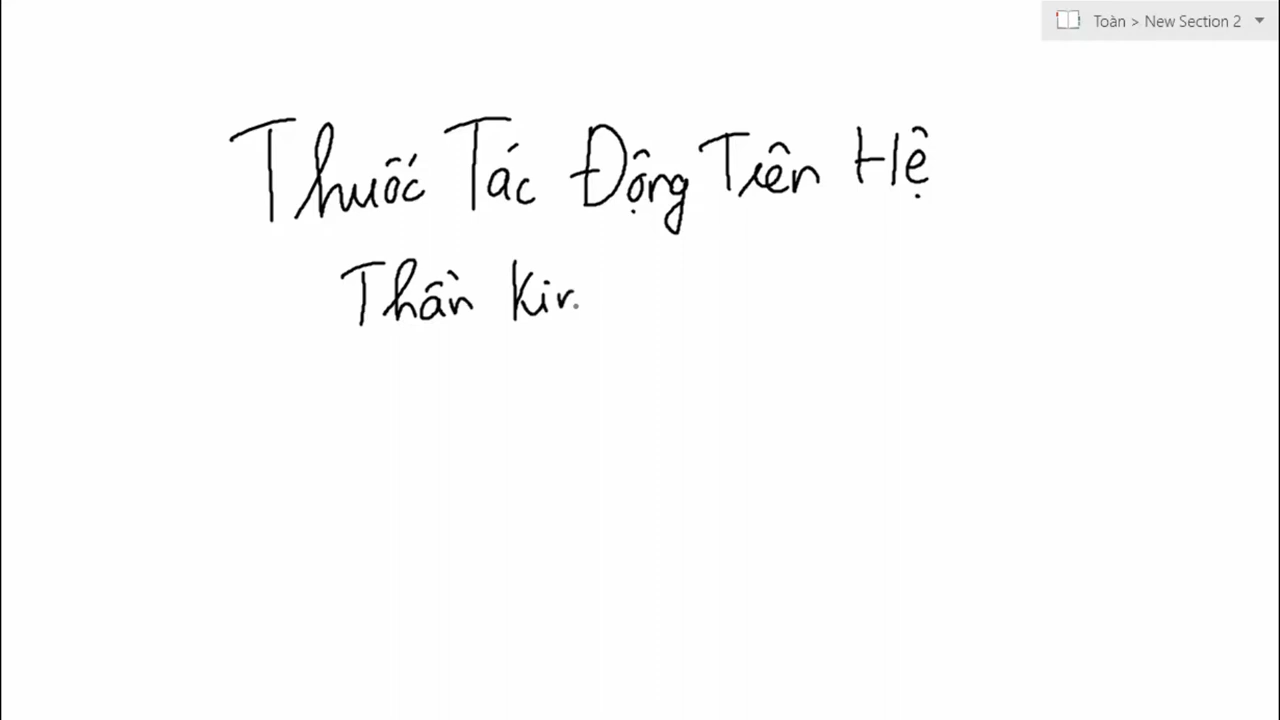 Toàn > New Section 2
Thuốc Tác Động Trên Hệ
Thần Kin